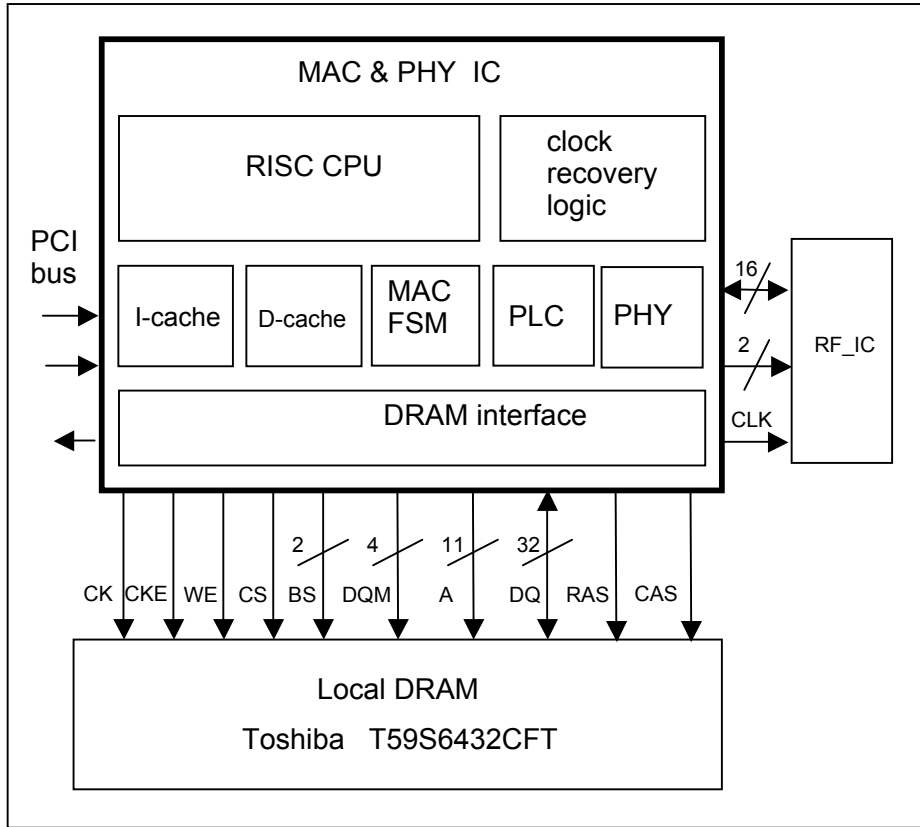 MAC & PHY IC
RISC CPU
clock
recovery
logic
PCI
bus
I-cache
D-cache
MAC
FSM
PLC
PHY
16
2
CLK
RF_IC
DRAM interface
2
4
11
32
CK
CKE
WE
CS
BS
DQM
A
DQ
RAS
CAS
Local DRAM
Toshiba T59S6432CFT